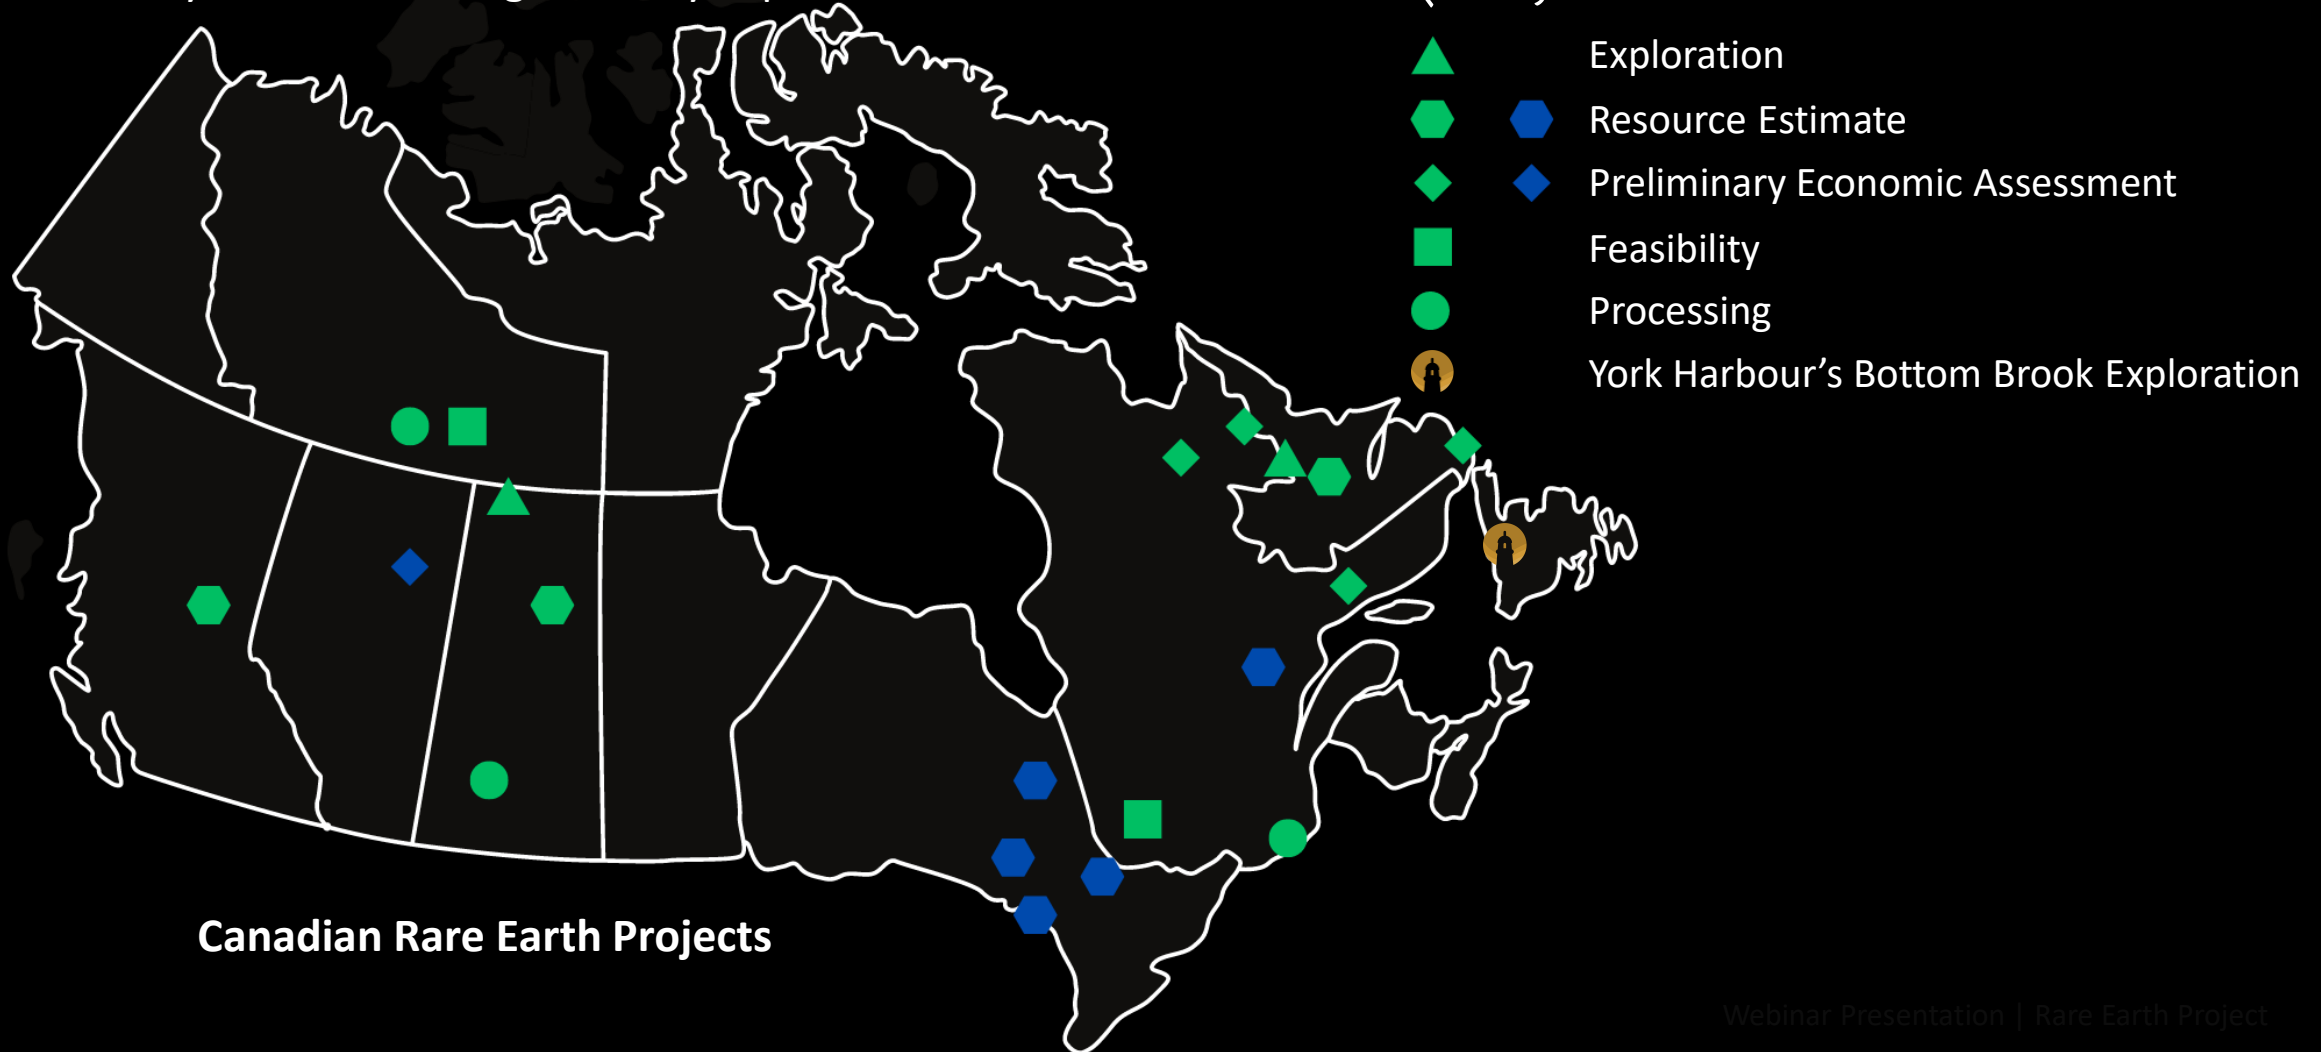 Exploration
Resource Estimate
Preliminary Economic Assessment
Feasibility
Processing
York Harbour’s Bottom Brook Exploration
Canadian Rare Earth Projects
Webinar Presentation | Rare Earth Project